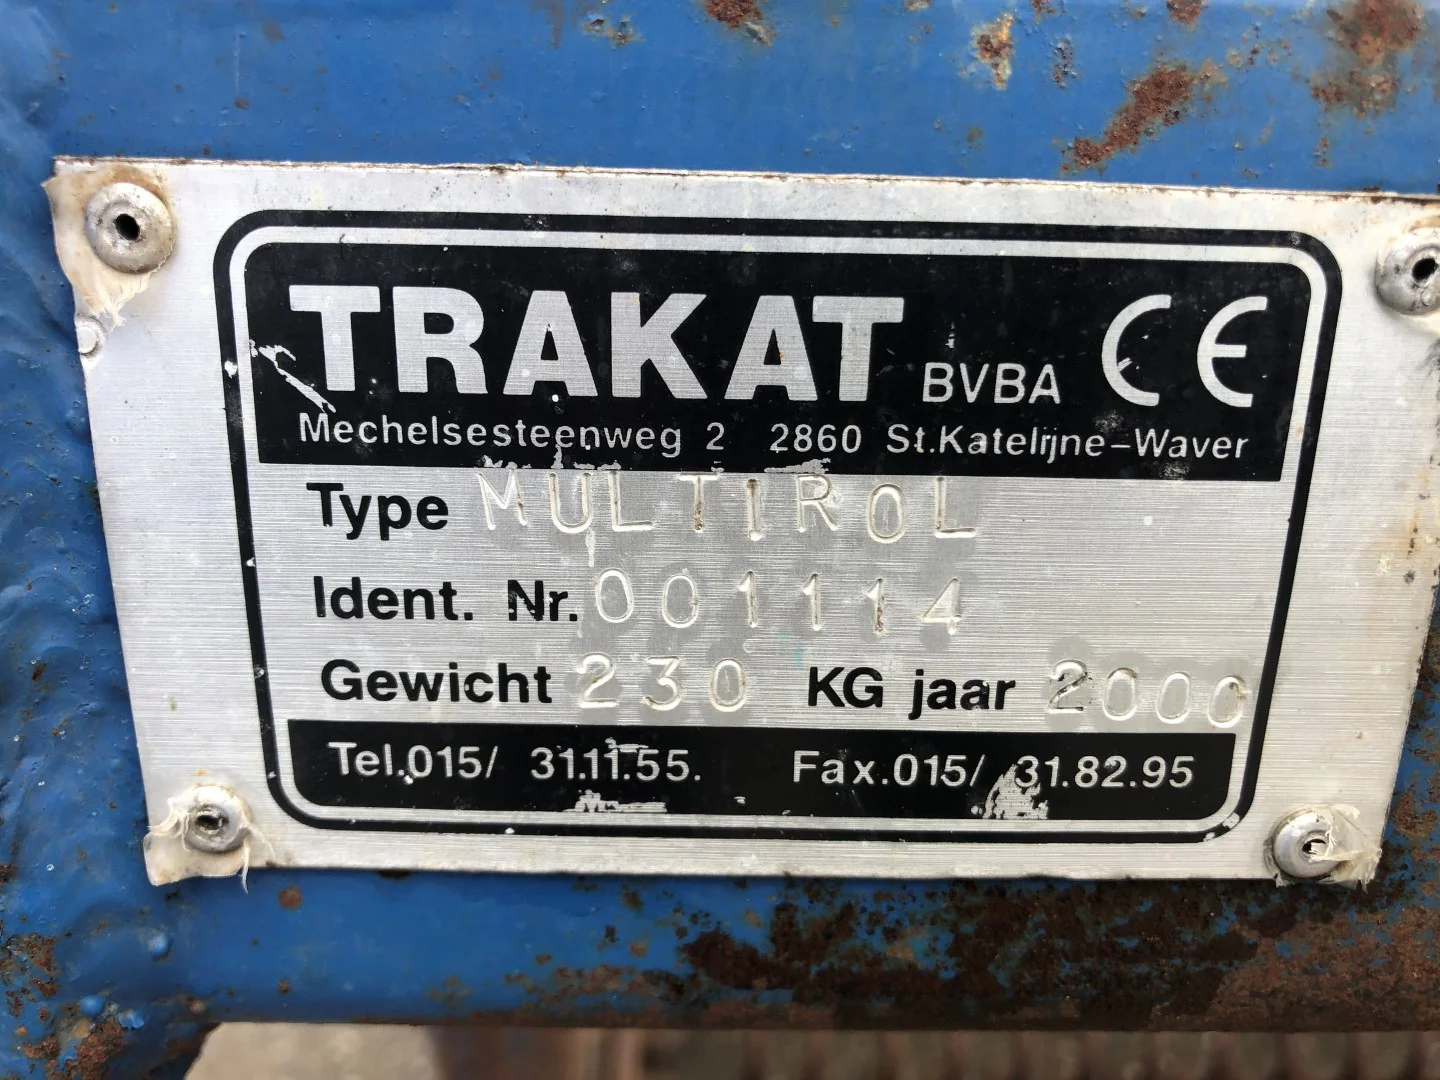 TRAKAT BVBA CE
Mechelsesteenweg 2 2860 St.Katelijne-Waver
Type MULTIROL
Ident. Nr. 001114
Gewicht 230 KG jaar 2000
Tel.015/ 31.11.55. Fax.015/ 31.82.95